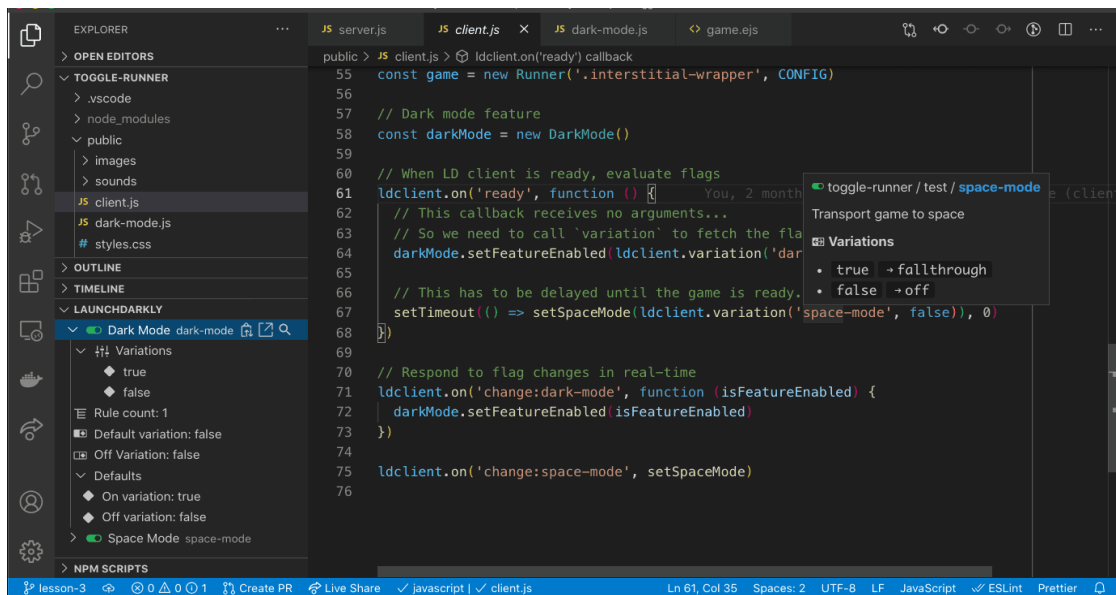 EXPLORER
OPEN EDITORS
TOGGLE-RUNNER
.vscode
node_modules
public
images
sounds
JS client.js
JS dark-mode.js
# styles.css
OUTLINE
TIMELINE
LAUNCHDARKLY
Dark Mode dark-mode
Variations
true
false
Rule count: 1
Default variation: false
Off Variation: false
Defaults
On variation: true
Off variation: false
Space Mode space-mode
NPM SCRIPTS
JS server.js JS client.js JS dark-mode.js <> game.ejs
public > JS client.js > ldclient.on('ready') callback
55 const game = new Runner('.interstitial-wrapper', CONFIG)
56
57 // Dark mode feature
58 const darkMode = new DarkMode()
59
60 // When LD client is ready, evaluate flags
61 ldclient.on('ready', function () { You, 2 month e (clien
62 // This callback receives no arguments...
63 // So we need to call `variation` to fetch the fla
64 darkMode.setFeatureEnabled(ldclient.variation('dar
65
66 // This has to be delayed until the game is ready.
67 setTimeout(() => setSpaceMode(ldclient.variation('space-mode', false)), 0)
68 })
69
70 // Respond to flag changes in real-time
71 ldclient.on('change:dark-mode', function (isFeatureEnabled) {
72 darkMode.setFeatureEnabled(isFeatureEnabled)
73 })
74
75 ldclient.on('change:space-mode', setSpaceMode)
76
toggle-runner / test / space-mode
Transport game to space
Variations
• true → fallthrough
• false → off
lesson-3 0 0 1 Create PR Live Share ✓ javascript | ✓ client.js Ln 61, Col 35 Spaces: 2 UTF-8 LF JavaScript ESLint Prettier